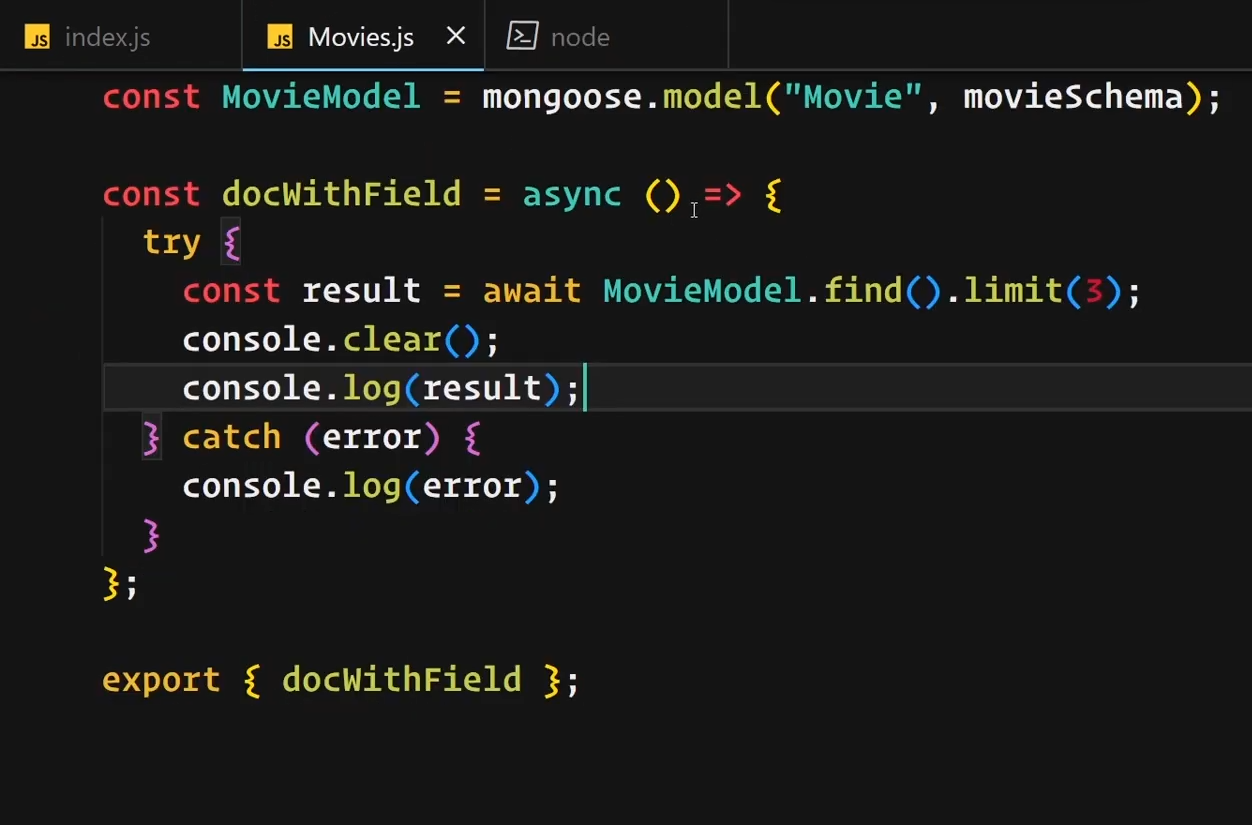 JS index.js JS Movies.js × >_ node
const MovieModel = mongoose.model("Movie", movieSchema);
const docWithField = async () => {
try {
const result = await MovieModel.find().limit(3);
console.clear();
console.log(result);
} catch (error) {
console.log(error);
}
};
export { docWithField };